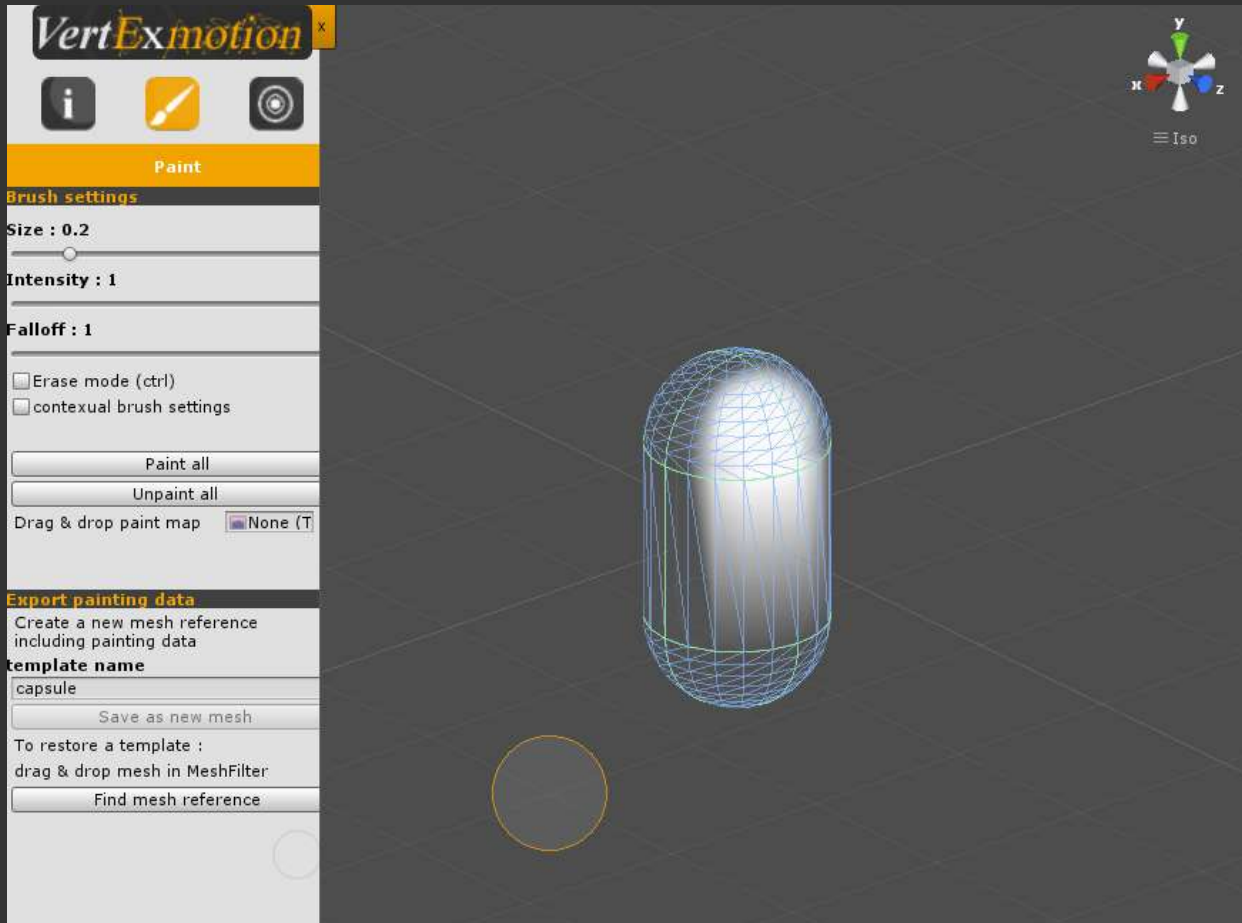 VertExmotion x
i
Paint
Brush settings
Size : 0.2
Intensity : 1
Falloff : 1
Erase mode (ctrl)
contexual brush settings
Paint all
Unpaint all
Drag & drop paint map None (T
Export painting data
Create a new mesh reference
including painting data
template name
capsule
Save as new mesh
To restore a template :
drag & drop mesh in MeshFilter
Find mesh reference
y
x
z
Iso